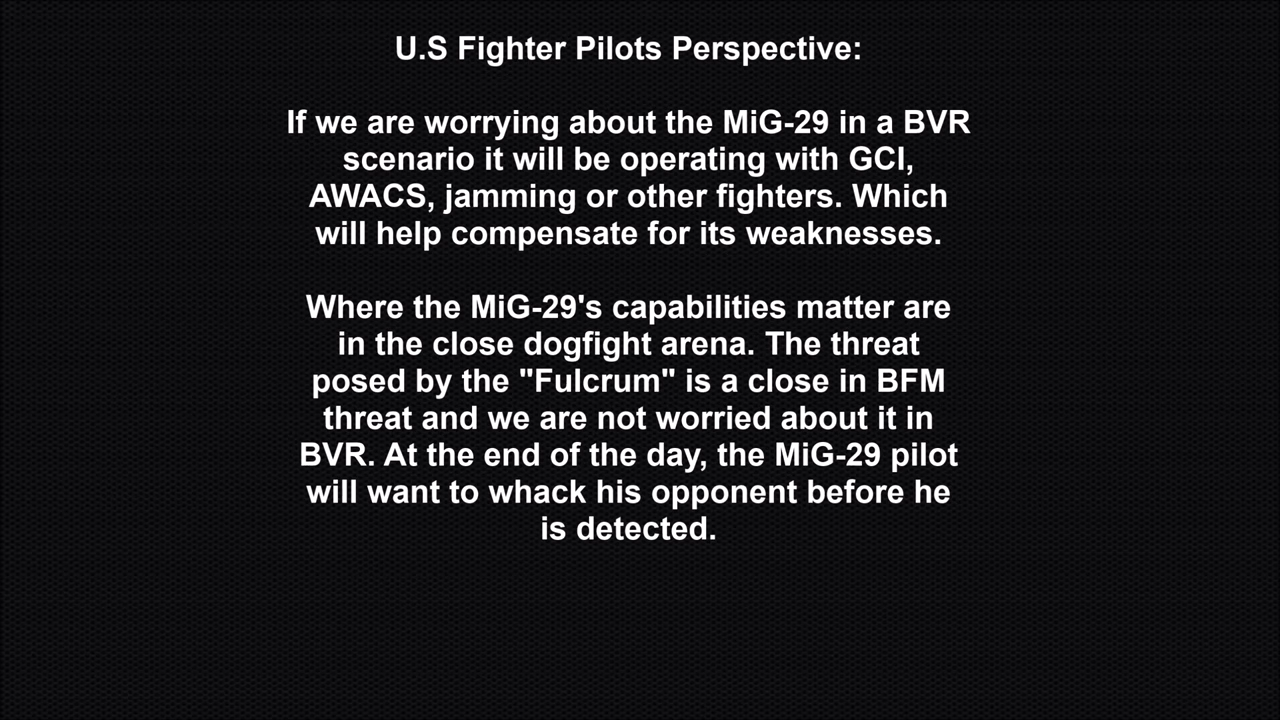 U.S Fighter Pilots Perspective:
If we are worrying about the MiG-29 in a BVR
scenario it will be operating with GCI,
AWACS, jamming or other fighters. Which
will help compensate for its weaknesses.
Where the MiG-29's capabilities matter are
in the close dogfight arena. The threat
posed by the "Fulcrum" is a close in BFM
threat and we are not worried about it in
BVR. At the end of the day, the MiG-29 pilot
will want to whack his opponent before he
is detected.